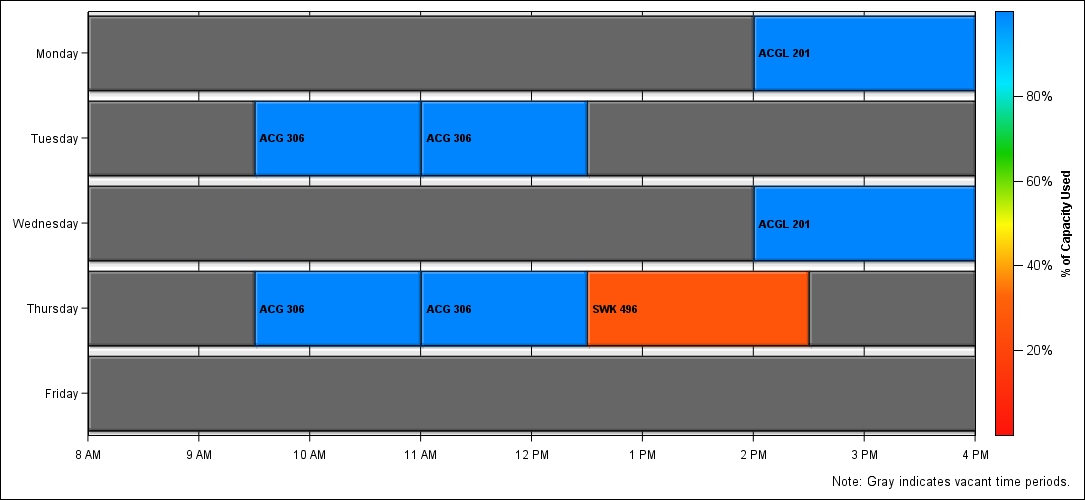 Monday
ACGL 201
Tuesday
ACG 306
ACG 306
Wednesday
ACGL 201
Thursday
ACG 306
ACG 306
SWK 496
Friday
8 AM
9 AM
10 AM
11 AM
12 PM
1 PM
2 PM
3 PM
4 PM
80%
60%
40%
20%
% of Capacity Used
Note: Gray indicates vacant time periods.